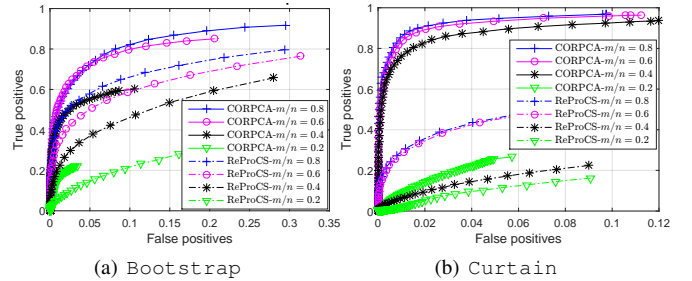 True positives
1
0.8
0.6
0.4
0.2
0
0
0.05
0.1
0.15
0.2
0.25
0.3
0.35
False positives
CORPCA-m/n = 0.8
CORPCA-m/n = 0.6
CORPCA-m/n = 0.4
CORPCA-m/n = 0.2
ReProCS-m/n = 0.8
ReProCS-m/n = 0.6
ReProCS-m/n = 0.4
ReProCS-m/n = 0.2
(a) Bootstrap
True positives
1
0.8
0.6
0.4
0.2
0
0
0.02
0.04
0.06
0.08
0.10
0.12
False positives
CORPCA-m/n = 0.8
CORPCA-m/n = 0.6
CORPCA-m/n = 0.4
CORPCA-m/n = 0.2
ReProCS-m/n = 0.8
ReProCS-m/n = 0.6
ReProCS-m/n = 0.4
ReProCS-m/n = 0.2
(b) Curtain